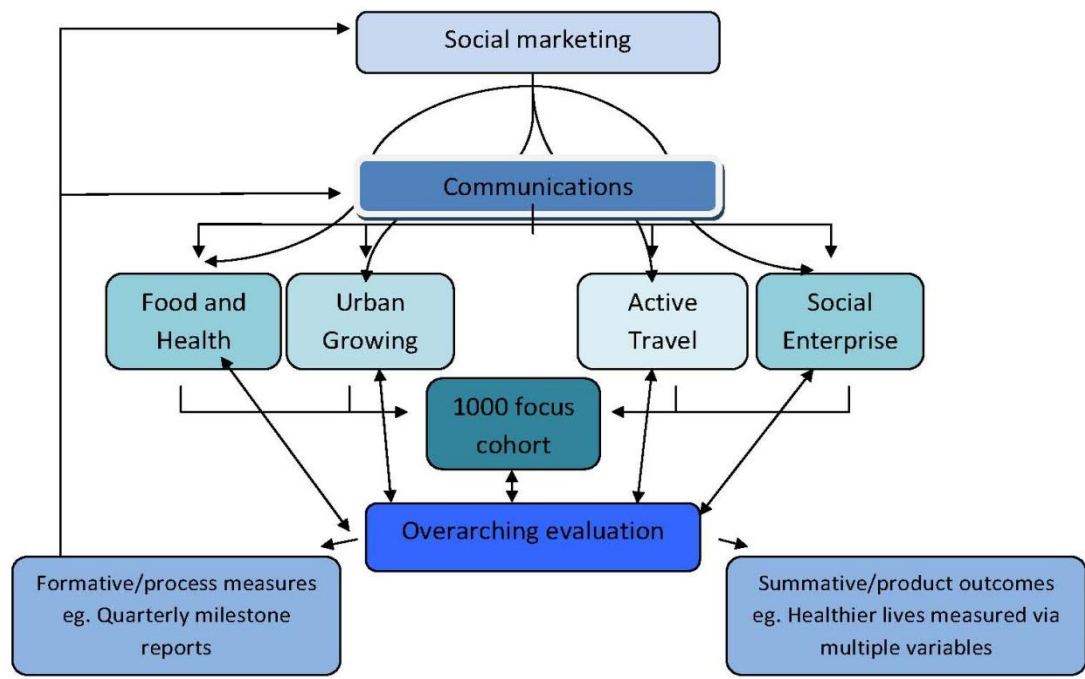 Social marketing
Communications
Food and
Health
Urban
Growing
Active
Travel
Social
Enterprise
1000 focus
cohort
Overarching evaluation
Formative/process measures
eg. Quarterly milestone
reports
Summative/product outcomes
eg. Healthier lives measured via
multiple variables